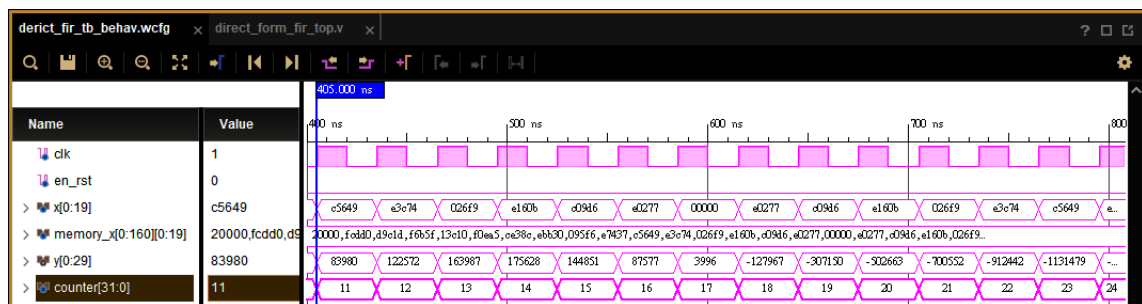 derict_fir_tb_behav.wcfg × direct_form_fir_top.v ×
405.000 ns
Name Value 400 ns 500 ns 600 ns 700 ns 800
clk 1
en_rst 0
x[0:19] c5649 c5649 e3c74 026f9 e160b c09d6 e0277 00000 e0277 c09d6 e160b 026f9 e3c74 c5649 e...
memory_x[0:160][0:19] 20000,fcdd0,d9 20000,fcdd0,d9c1d,f6b5f,13c10,f0ea5,ce38c,ebb30,095f6,e7437,c5649,e3c74,026f9,e160b,c09d6,e0277,00000,e0277,c09d6,e160b,026f9...
y[0:29] 83980 83980 122572 163987 175628 144851 87577 3996 -127967 -307150 -502663 -700552 -912442 -1131479 -...
counter[31:0] 11 11 12 13 14 15 16 17 18 19 20 21 22 23 24